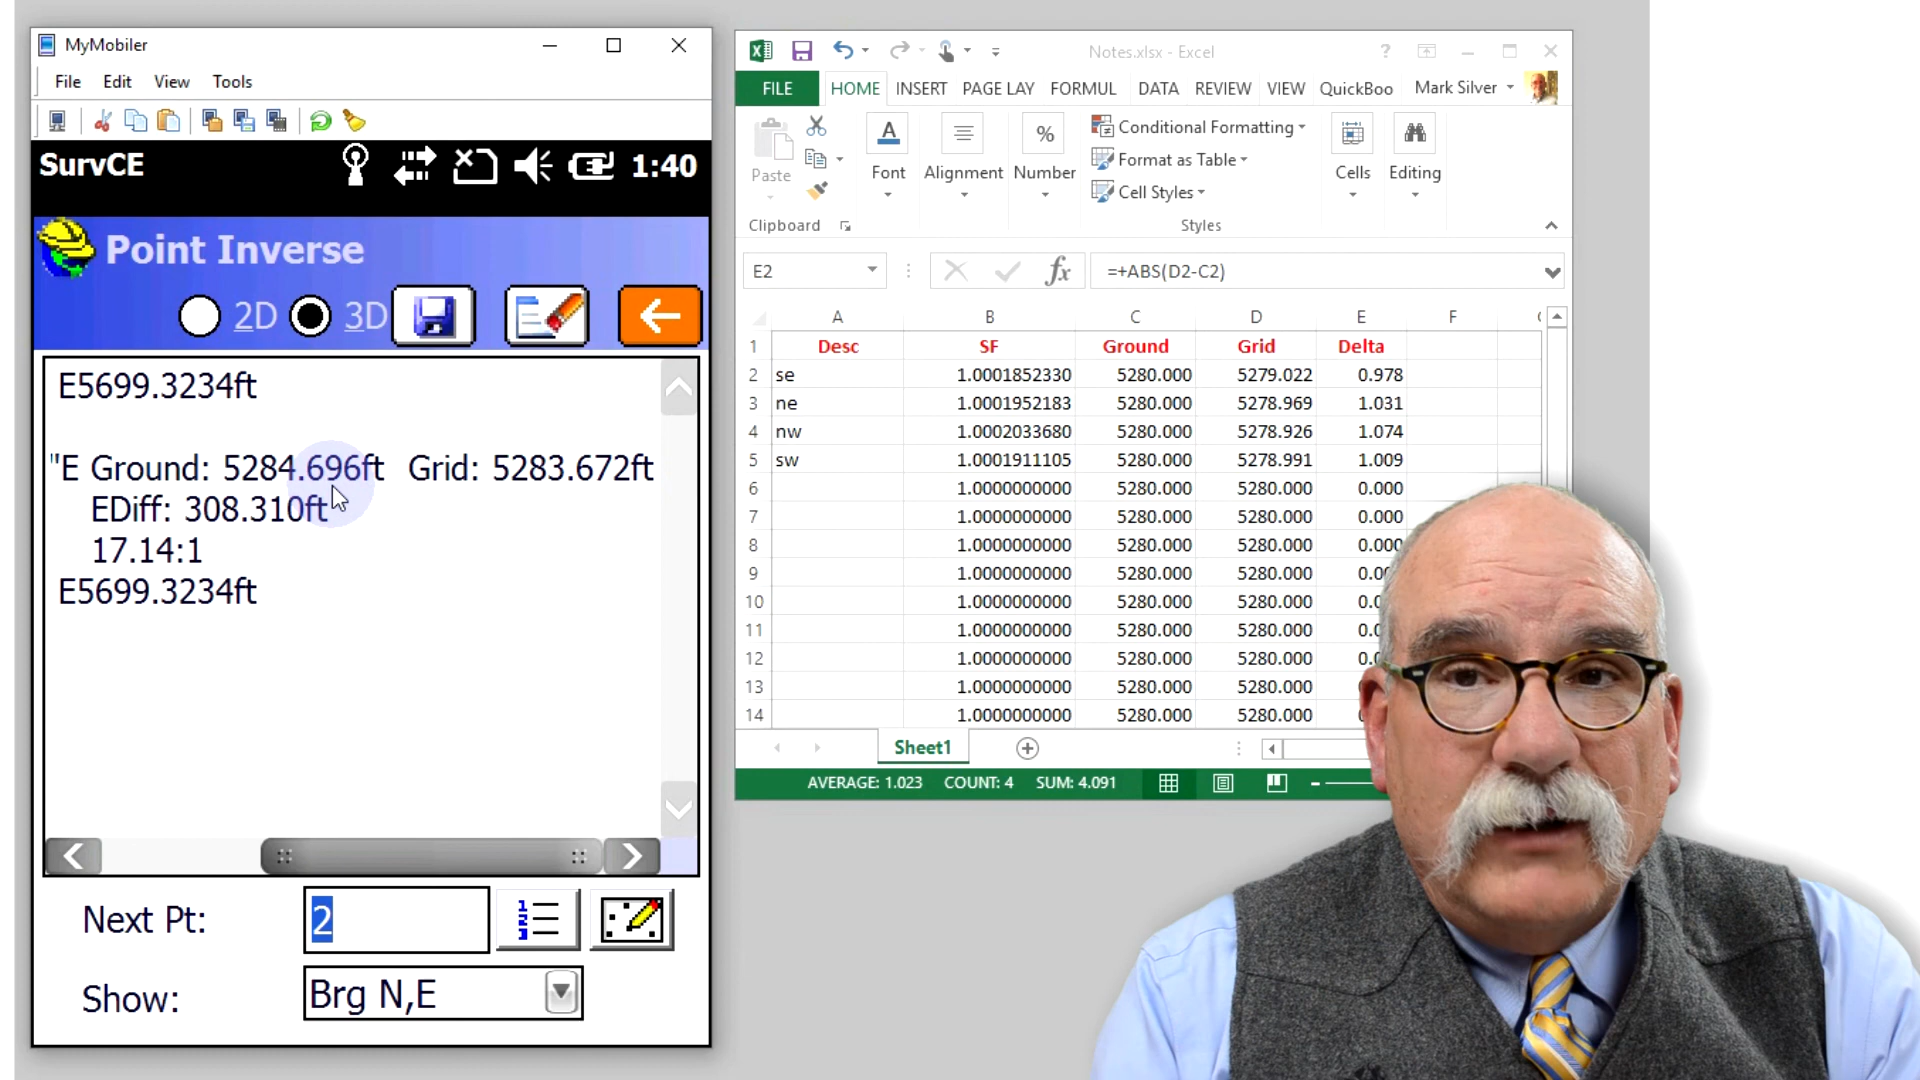 MyMobiler
File Edit View Tools
SurvCE 1:40
Point Inverse
2D 3D
E5699.3234ft
"E Ground: 5284.696ft Grid: 5283.672ft
EDiff: 308.310ft
17.14:1
E5699.3234ft
Next Pt: 2
Show: Brg N,E
Notes.xlsx - Excel
FILE HOME INSERT PAGE LAY FORMUL DATA REVIEW VIEW QuickBoo Mark Silver
Paste
Font
Alignment
Number
Conditional Formatting
Format as Table
Cell Styles
Cells
Editing
Clipboard
Styles
E2 fx =+ABS(D2-C2)
A B C D E F
1 Desc SF Ground Grid Delta
2 se 1.0001852330 5280.000 5279.022 0.978
3 ne 1.0001952183 5280.000 5278.969 1.031
4 nw 1.0002033680 5280.000 5278.926 1.074
5 sw 1.0001911105 5280.000 5278.991 1.009
6 1.0000000000 5280.000 5280.000 0.000
7 1.0000000000 5280.000 5280.000 0.000
8 1.0000000000 5280.000 5280.000 0.000
9 1.0000000000 5280.000 5280.000
10 1.0000000000 5280.000 5280.000
11 1.0000000000 5280.000 5280.000
12 1.0000000000 5280.000 5280.000
13 1.0000000000 5280.000 5280.000
14 1.0000000000 5280.000 5280.000
Sheet1
AVERAGE: 1.023 COUNT: 4 SUM: 4.091